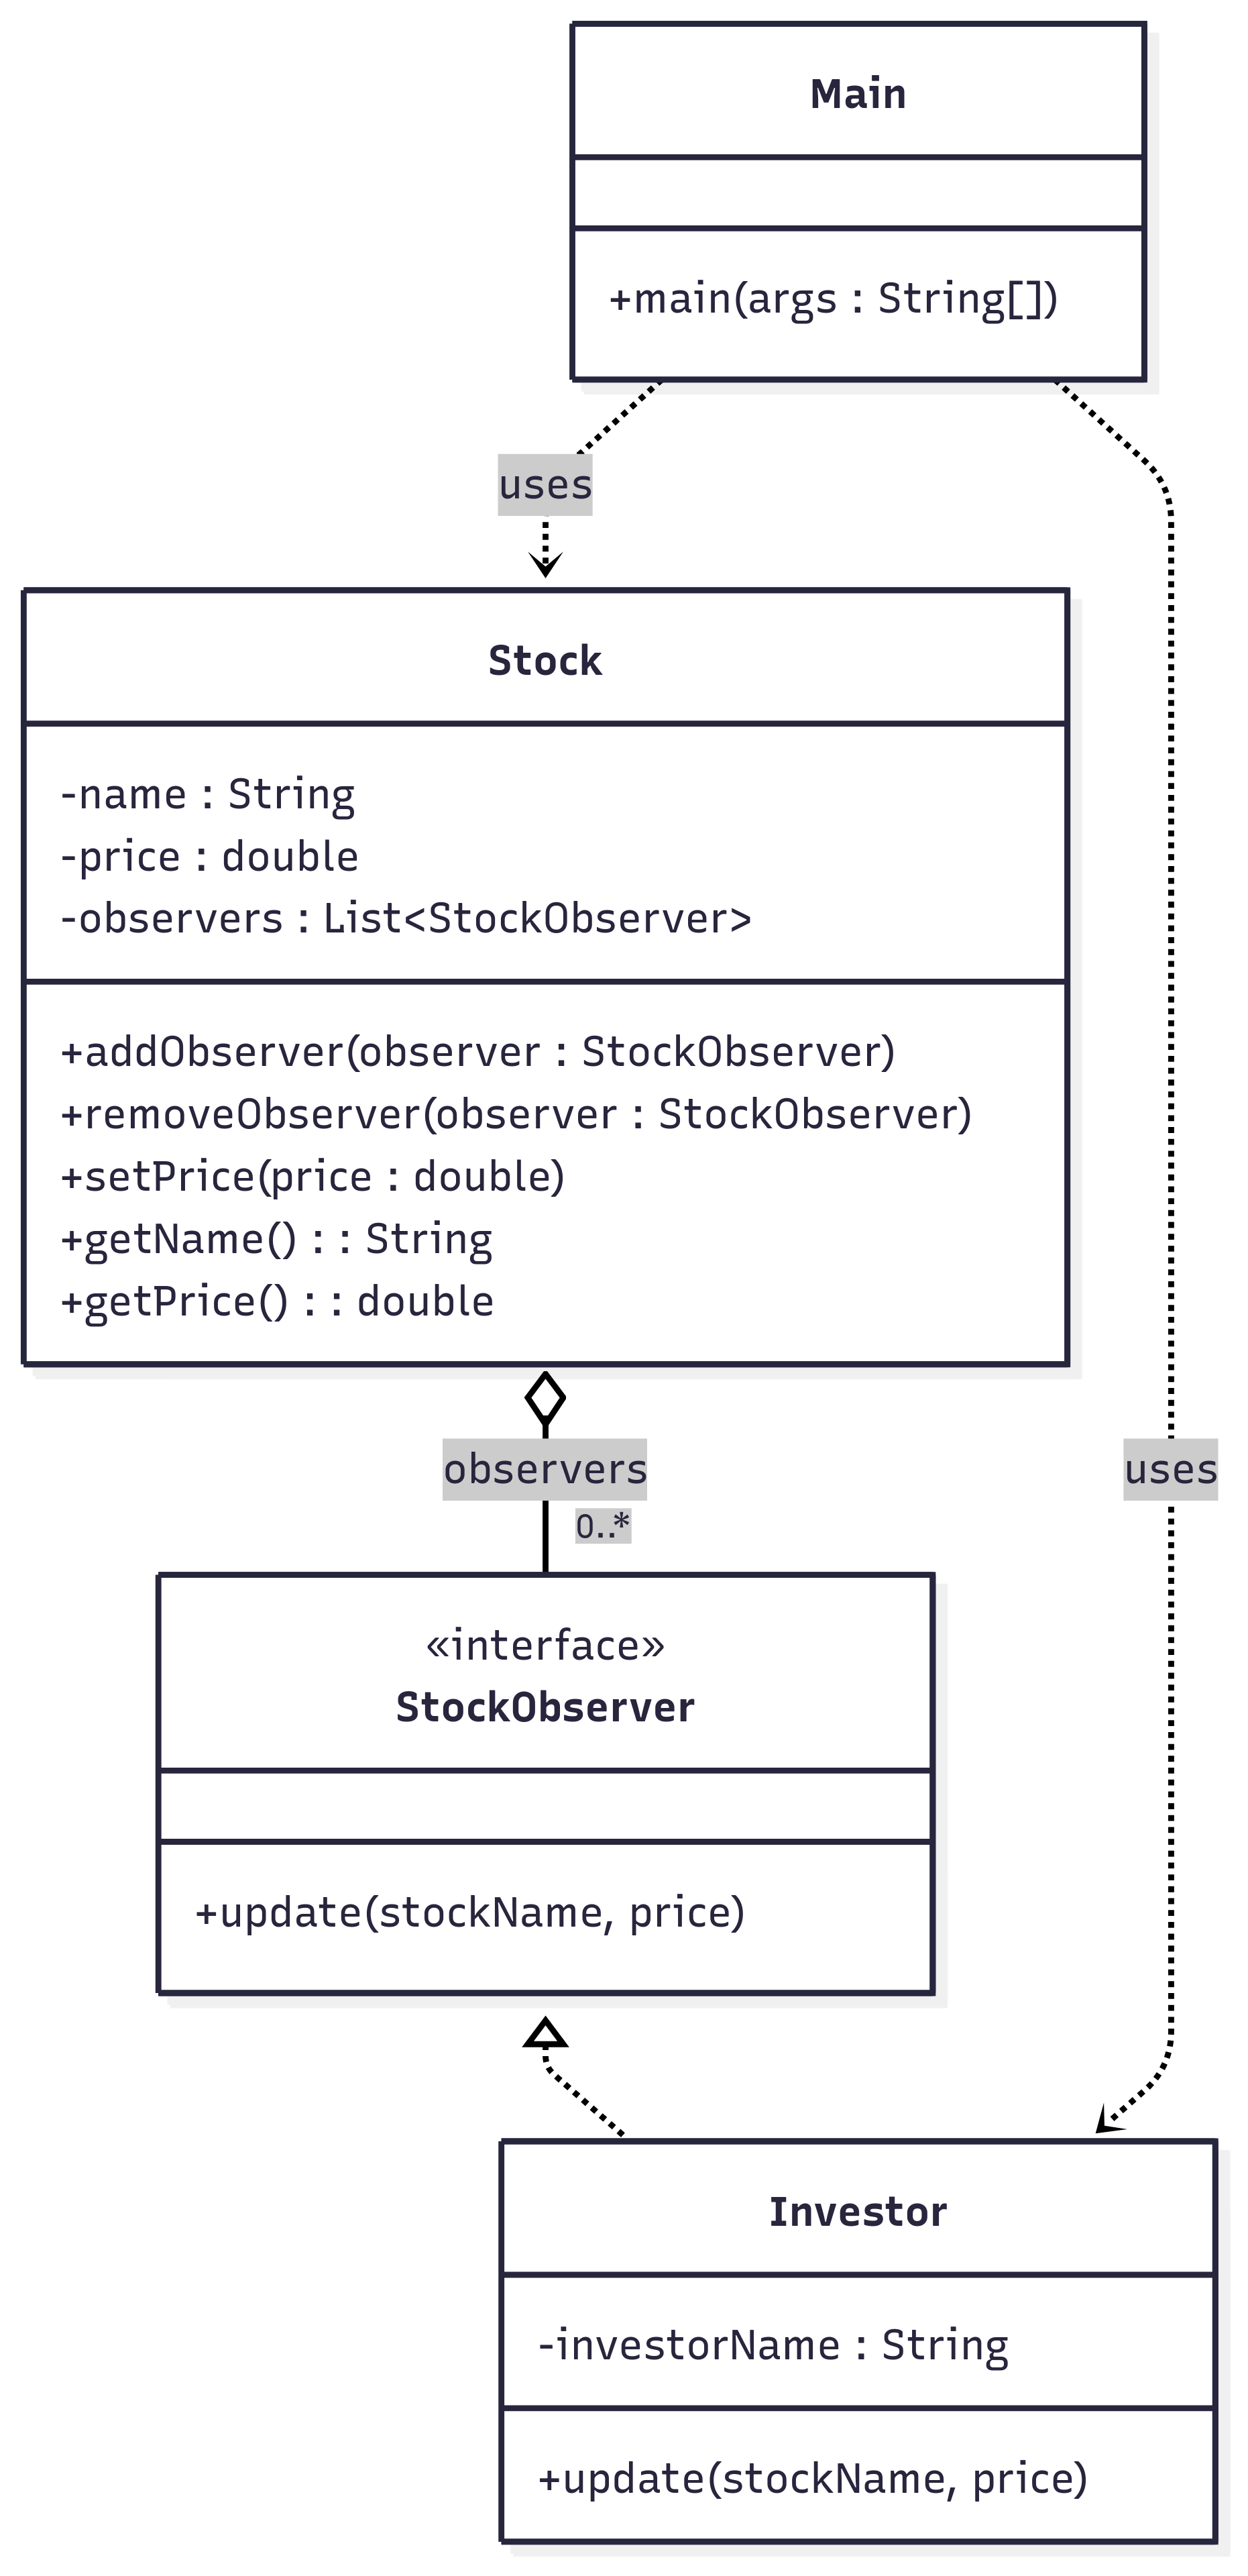 Main
+main(args : String[])
uses
Stock
-name : String
-price : double
-observers : List<StockObserver>
+addObserver(observer : StockObserver)
+removeObserver(observer : StockObserver)
+setPrice(price : double)
+getName() : : String
+getPrice() : : double
observers
uses
0..*
«interface»
StockObserver
+update(stockName, price)
Investor
-investorName : String
+update(stockName, price)